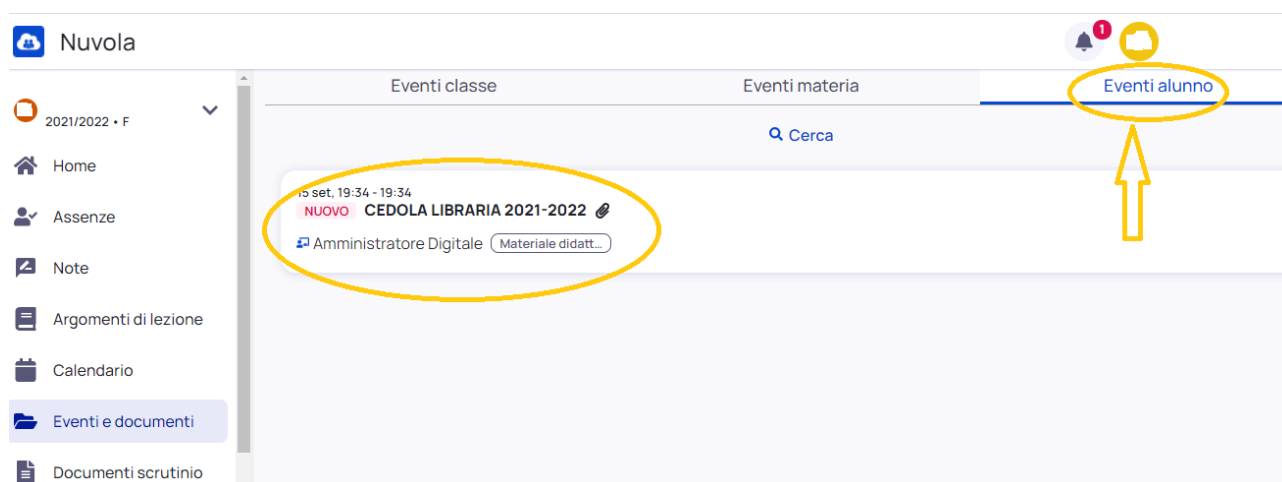 Nuvola
1
Eventi classe
Eventi materia
Eventi alunno
2021/2022 • F
Cerca
Home
Assenze
Note
Argomenti di lezione
Calendario
Eventi e documenti
Documenti scrutinio
15 set, 19:34 - 19:34
NUOVO CEDOLA LIBRARIA 2021-2022
Amministratore Digitale Materiale didatt...